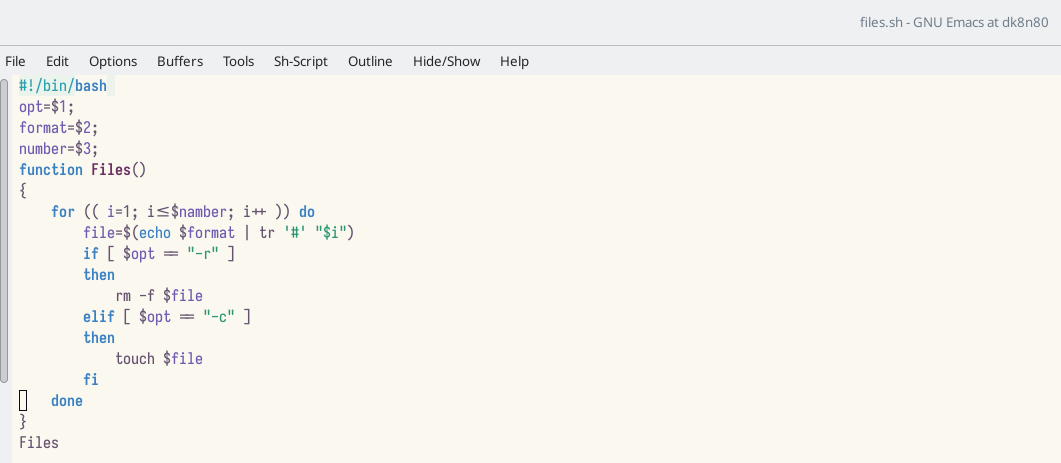 files.sh - GNU Emacs at dk8n80
File Edit Options Buffers Tools Sh-Script Outline Hide/Show Help
#!/bin/bash
opt=$1;
format=$2;
number=$3;
function Files()
{
    for (( i=1; i<=$namber; i++ )) do
        file=$(echo $format | tr '#' "$i")
        if [ $opt == "-r" ]
        then
            rm -f $file
        elif [ $opt == "-c" ]
        then
            touch $file
        fi
    done
}
Files